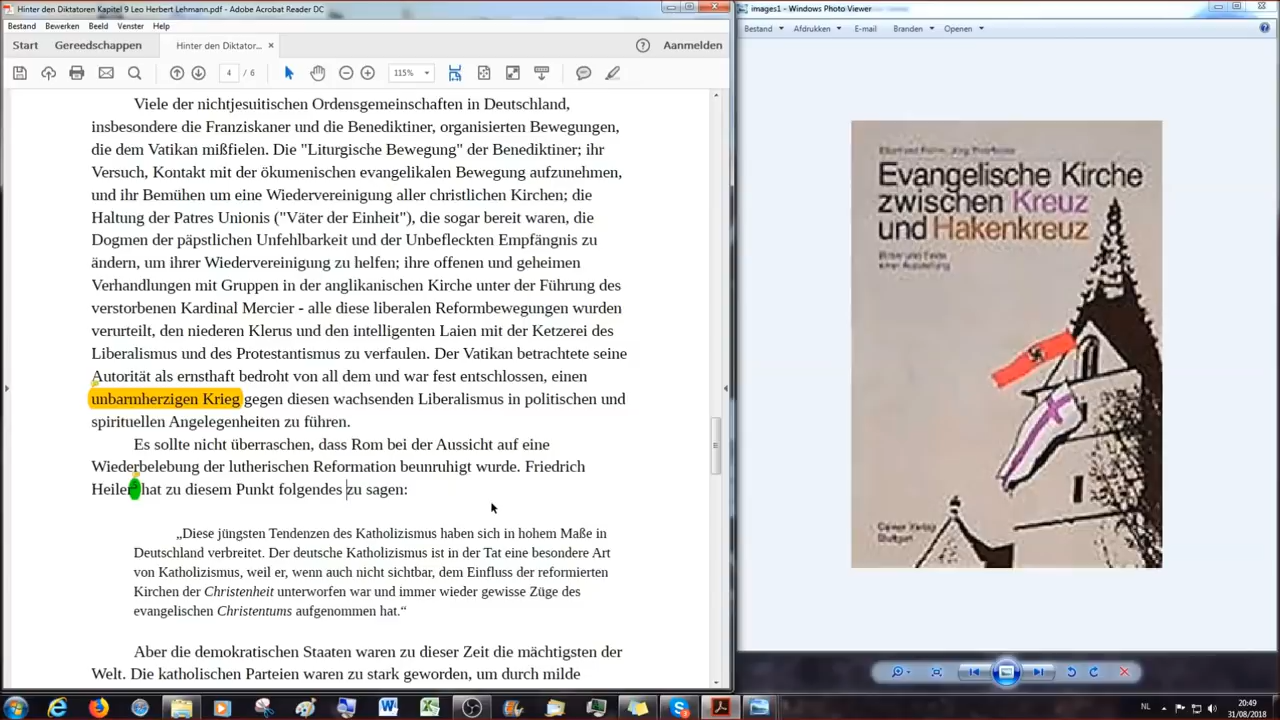 Hinter den Diktatoren Kapitel 9 Leo Herbert Lehmann.pdf - Adobe Acrobat Reader DC
Bestand Bewerken Beeld Venster Help
Start Gereedschappen Hinter den Diktator... × Aanmelden
4 / 6 115%
Viele der nichtjesuitischen Ordensgemeinschaften in Deutschland,
insbesondere die Franziskaner und die Benediktiner, organisierten Bewegungen,
die dem Vatikan mißfielen. Die "Liturgische Bewegung" der Benediktiner; ihr
Versuch, Kontakt mit der ökumenischen evangelikalen Bewegung aufzunehmen,
und ihr Bemühen um eine Wiedervereinigung aller christlichen Kirchen; die
Haltung der Patres Unionis ("Väter der Einheit"), die sogar bereit waren, die
Dogmen der päpstlichen Unfehlbarkeit und der Unbefleckten Empfängnis zu
ändern, um ihrer Wiedervereinigung zu helfen; ihre offenen und geheimen
Verhandlungen mit Gruppen in der anglikanischen Kirche unter der Führung des
verstorbenen Kardinal Mercier - alle diese liberalen Reformbewegungen wurden
verurteilt, den niederen Klerus und den intelligenten Laien mit der Ketzerei des
Liberalismus und des Protestantismus zu verfaulen. Der Vatikan betrachtete seine
Autorität als ernsthaft bedroht von all dem und war fest entschlossen, einen
unbarmherzigen Krieg gegen diesen wachsenden Liberalismus in politischen und
spirituellen Angelegenheiten zu führen.
Es sollte nicht überraschen, dass Rom bei der Aussicht auf eine
Wiederbelebung der lutherischen Reformation beunruhigt wurde. Friedrich
Heiler hat zu diesem Punkt folgendes zu sagen:
„Diese jüngsten Tendenzen des Katholizismus haben sich in hohem Maße in
Deutschland verbreitet. Der deutsche Katholizismus ist in der Tat eine besondere Art
von Katholizismus, weil er, wenn auch nicht sichtbar, dem Einfluss der reformierten
Kirchen der Christenheit unterworfen war und immer wieder gewisse Züge des
evangelischen Christentums aufgenommen hat.“
Aber die demokratischen Staaten waren zu dieser Zeit die mächtigsten der
Welt. Die katholischen Parteien waren zu stark geworden, um durch milde
images1 - Windows Photo Viewer
Bestand Afdrukken E-mail Branden Openen
Evangelische Kirche
zwischen Kreuz
und Hakenkreuz
Bilder und Texte
einer Ausstellung
Calwer Verlag
Stuttgart
NL 20:49
31/08/2018